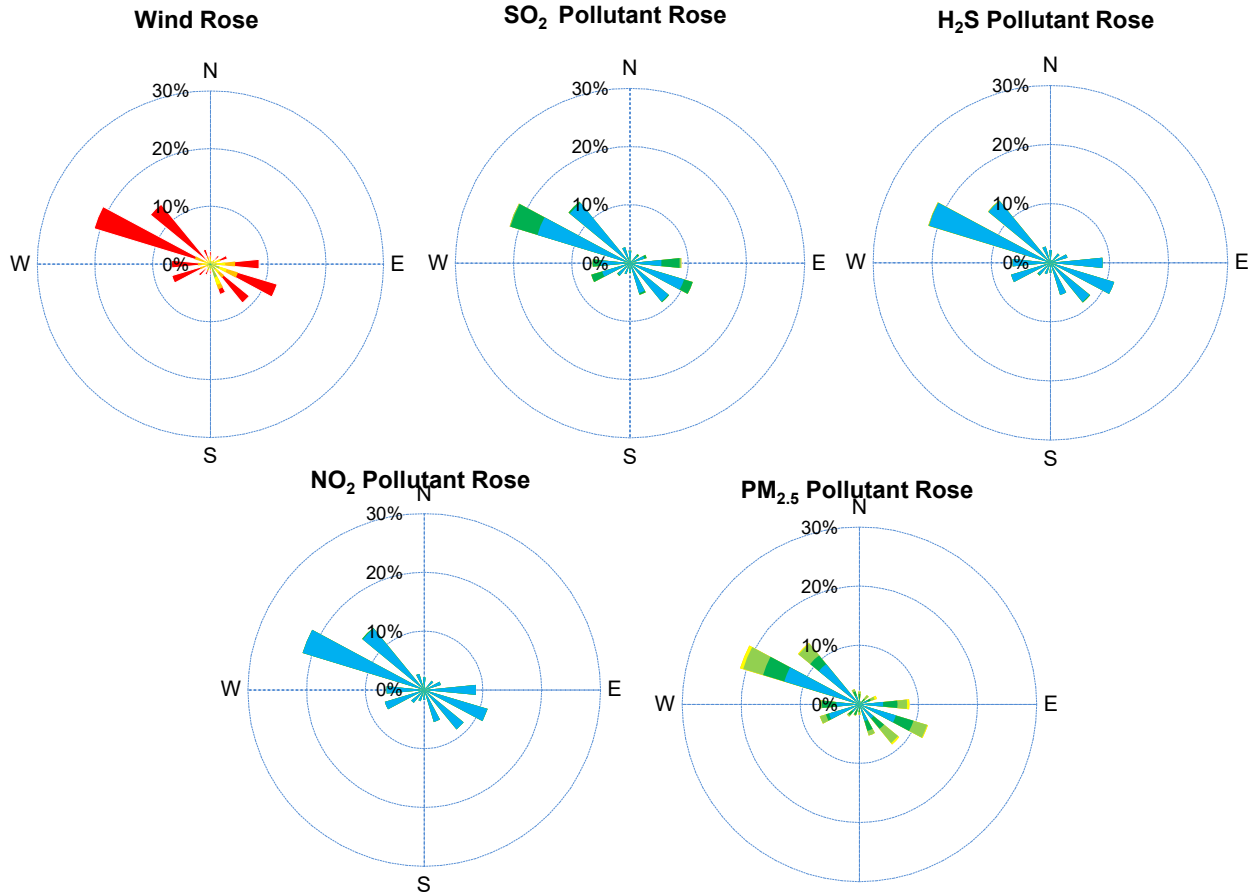 Wind Rose
N
30%
20%
10%
0%
W
E
S
SO₂ Pollutant Rose
N
30%
20%
10%
0%
W
E
S
H₂S Pollutant Rose
N
30%
20%
10%
0%
W
E
S
NO₂ Pollutant Rose
N
30%
20%
10%
0%
W
E
S
PM₂.₅ Pollutant Rose
N
30%
20%
10%
0%
W
E